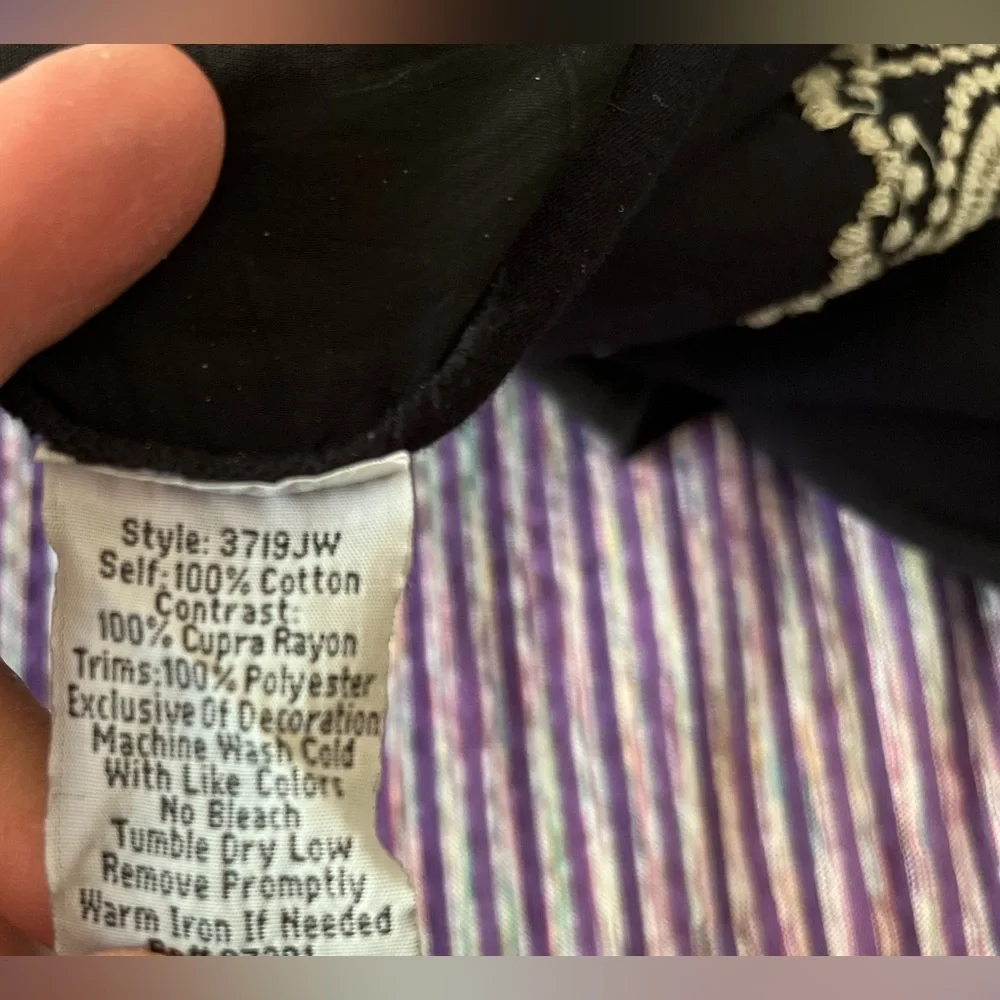 Style: 3719JW
Self:100% Cotton
Contrast:
100% Cupra Rayon
Trims:100% Polyester
Exclusive Of Decoration
Machine Wash Cold
With Like Colors
No Bleach
Tumble Dry Low
Remove Promptly
Warm Iron If Needed